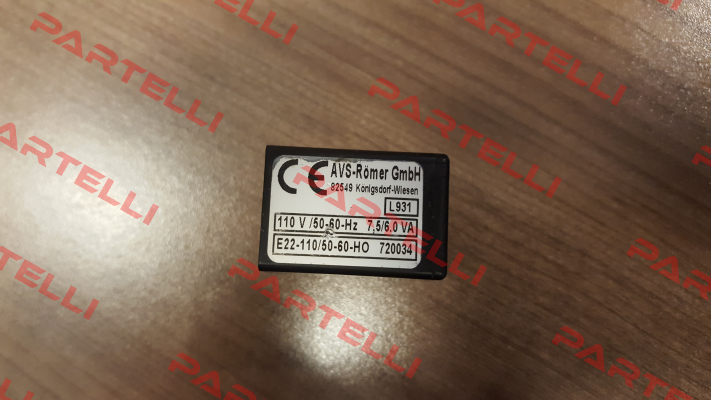 CE AVS-Römer GmbH
82549 Königsdorf-Wiesen
L931
110 V /50-60-Hz 7,5/6.0 VA
E22-110/50-60-HO 720034
PARTELLI
PARTELLI
PARTELLI
PARTELLI
PARTELLI
PARTELLI
PARTELLI
PARTELLI
PARTELLI
PARTELLI